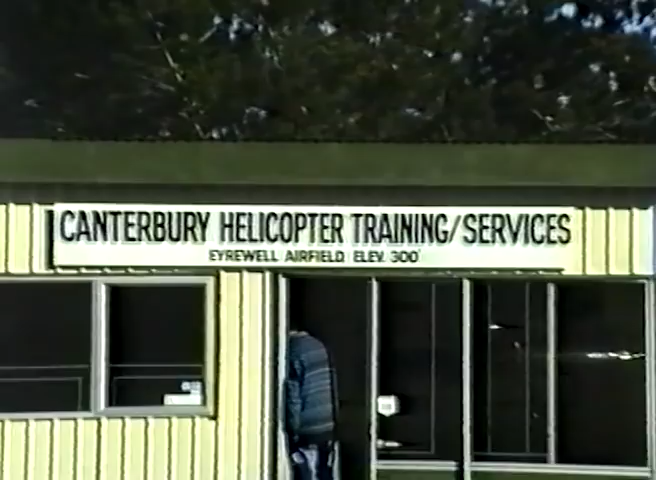 CANTERBURY HELICOPTER TRAINING/SERVICES
EYREWELL AIRFIELD ELEV. 300'